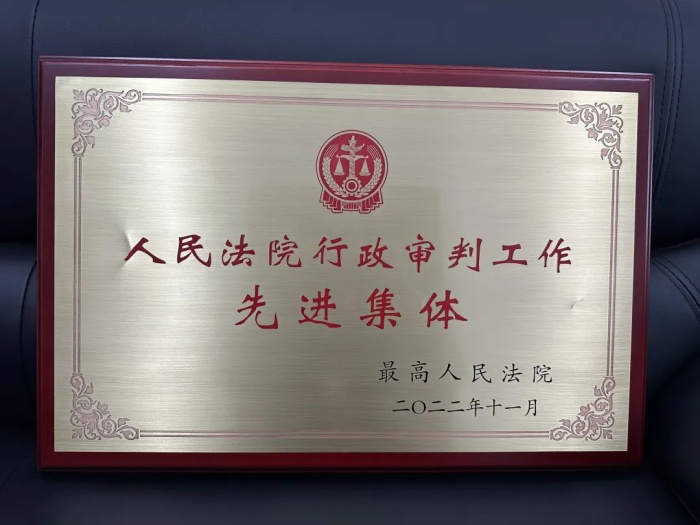 人民法院行政审判工作
先进集体
最高人民法院
二〇二二年十一月